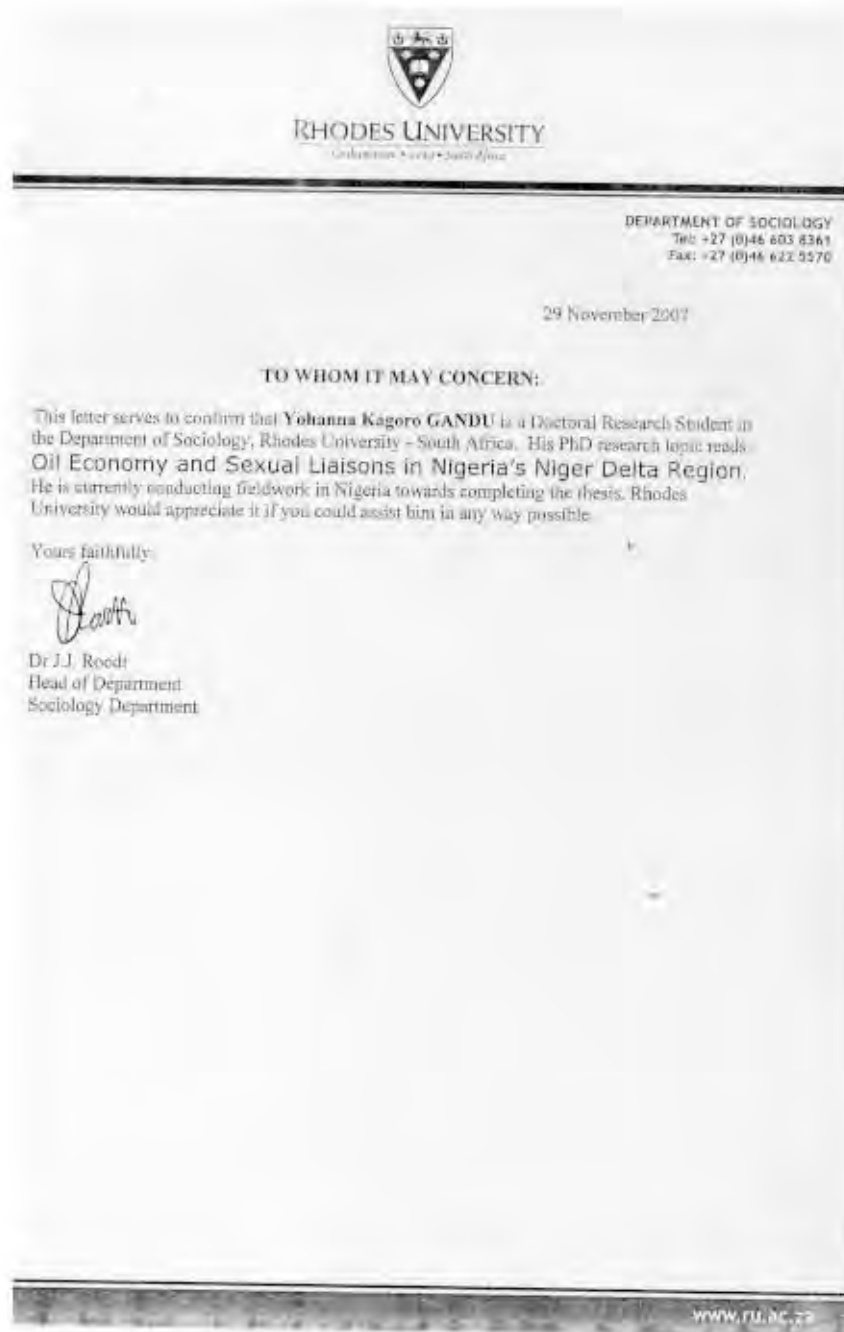 RHODES UNIVERSITY
DEPARTMENT OF SOCIOLOGY
Tel: +27 (0)46 603 8361
Fax: +27 (0)46 622 5570
29 November 2007
TO WHOM IT MAY CONCERN:
This letter serves to confirm that Yohanna Kagoro GANDU is a Doctoral Research Student in
the Department of Sociology, Rhodes University - South Africa. His PhD research topic reads
Oil Economy and Sexual Liaisons in Nigeria's Niger Delta Region.
He is currently conducting fieldwork in Nigeria towards completing the thesis. Rhodes
University would appreciate it if you could assist him in any way possible
Yours faithfully
Dr J.J. Roodt
Head of Department
Sociology Department
www.ru.ac.za